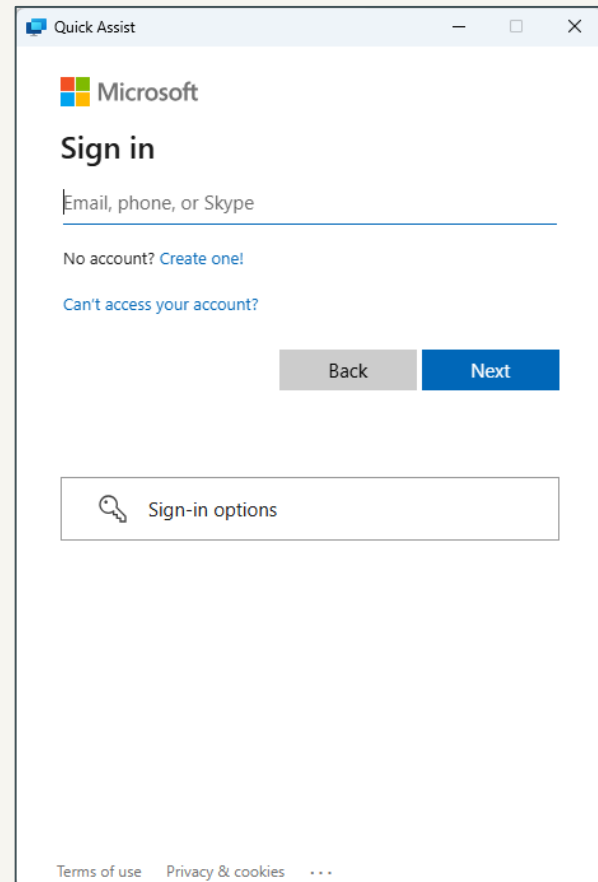 Quick Assist
Microsoft
Sign in
Email, phone, or Skype
No account? Create one!
Can't access your account?
Back Next
Sign-in options
Terms of use Privacy & cookies ...